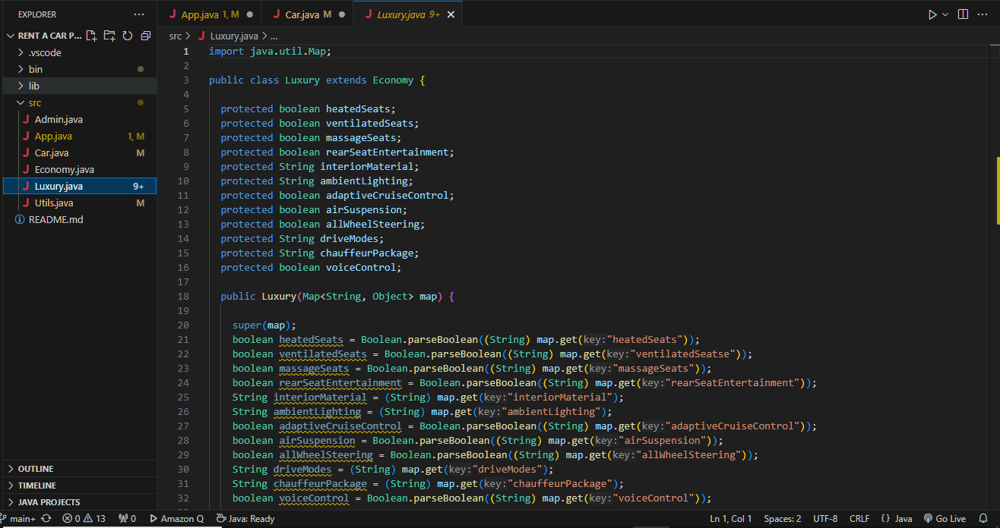 EXPLORER ...
App.java 1, M
Car.java M
Luxury.java 9+
RENT A CAR P...
.vscode
bin
lib
src
Admin.java
App.java 1, M
Car.java M
Economy.java
Luxury.java 9+
Utils.java M
README.md
OUTLINE
TIMELINE
JAVA PROJECTS
src > J Luxury.java > ...
1 import java.util.Map;
2
3 public class Luxury extends Economy {
4
5 protected boolean heatedSeats;
6 protected boolean ventilatedSeats;
7 protected boolean massageSeats;
8 protected boolean rearSeatEntertainment;
9 protected String interiorMaterial;
10 protected String ambientLighting;
11 protected boolean adaptiveCruiseControl;
12 protected boolean airSuspension;
13 protected boolean allWheelSteering;
14 protected String driveModes;
15 protected String chauffeurPackage;
16 protected boolean voiceControl;
17
18 public Luxury(Map<String, Object> map) {
19
20 super(map);
21 boolean heatedSeats = Boolean.parseBoolean((String) map.get(key:"heatedSeats"));
22 boolean ventilatedSeats = Boolean.parseBoolean((String) map.get(key:"ventilatedSeatse"));
23 boolean massageSeats = Boolean.parseBoolean((String) map.get(key:"massageSeats"));
24 boolean rearSeatEntertainment = Boolean.parseBoolean((String) map.get(key:"rearSeatEntertainment"));
25 String interiorMaterial = (String) map.get(key:"interiorMaterial");
26 String ambientLighting = (String) map.get(key:"ambientLighting");
27 boolean adaptiveCruiseControl = Boolean.parseBoolean((String) map.get(key:"adaptiveCruiseControl"));
28 boolean airSuspension = Boolean.parseBoolean((String) map.get(key:"airSuspension"));
29 boolean allWheelSteering = Boolean.parseBoolean((String) map.get(key:"allWheelSteering"));
30 String driveModes = (String) map.get(key:"driveModes");
31 String chauffeurPackage = (String) map.get(key:"chauffeurPackage");
32 boolean voiceControl = Boolean.parseBoolean((String) map.get(key:"voiceControl"));
main+ 0 13 0 Amazon Q Java: Ready Ln 1, Col 1 Spaces: 2 UTF-8 CRLF {} Java Go Live